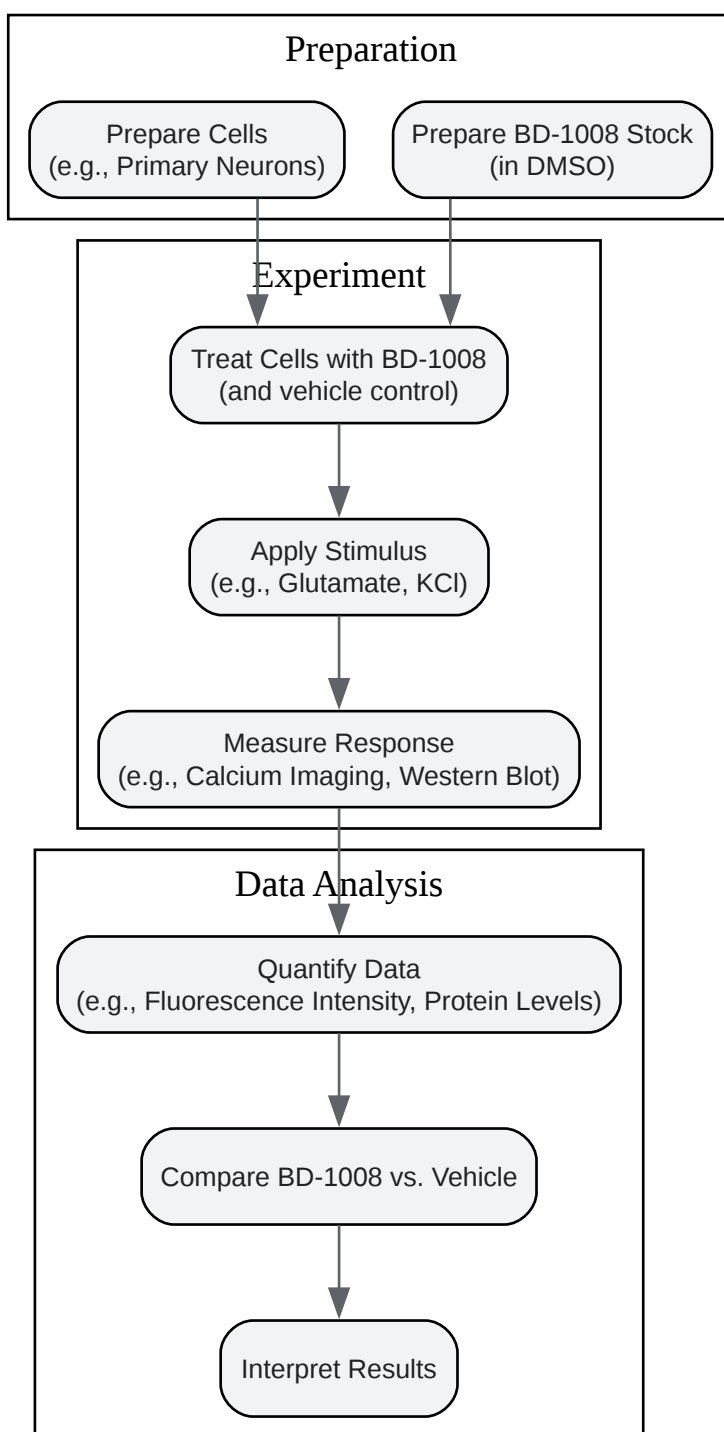 Preparation
Prepare Cells
(e.g., Primary Neurons)
Prepare BD-1008 Stock
(in DMSO)
Experiment
Treat Cells with BD-1008
(and vehicle control)
Apply Stimulus
(e.g., Glutamate, KCl)
Measure Response
(e.g., Calcium Imaging, Western Blot)
Data Analysis
Quantify Data
(e.g., Fluorescence Intensity, Protein Levels)
Compare BD-1008 vs. Vehicle
Interpret Results